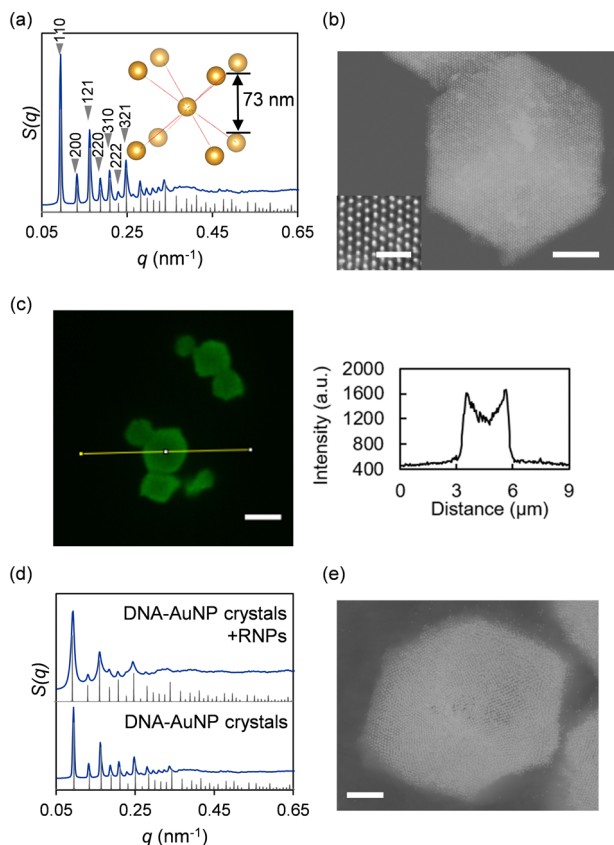 (a)
110
200
121
220
310
222
321
73 nm
S(q)
0.05 0.25 0.45 0.65
q (nm⁻¹)
(b)
(c)
Intensity (a.u.)
2000
1600
1200
800
400
0 3 6 9
Distance (µm)
(d)
DNA-AuNP crystals
+RNPs
DNA-AuNP crystals
S(q)
0.05 0.25 0.45 0.65
q (nm⁻¹)
(e)